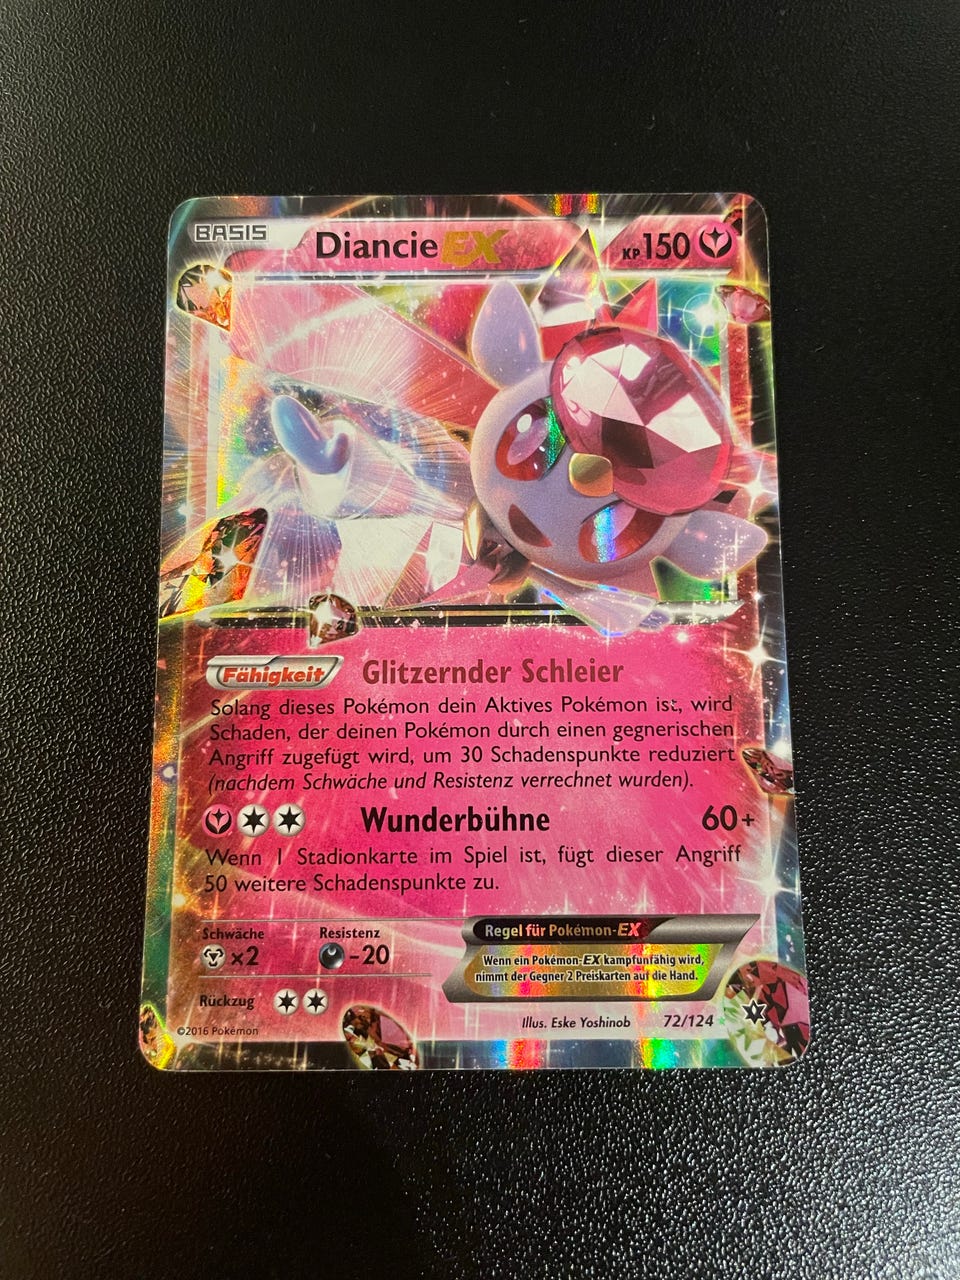 BASIS Diancie EX KP150
Fähigkeit Glitzernder Schleier
Solang dieses Pokémon dein Aktives Pokémon ist, wird
Schaden, der deinen Pokémon durch einen gegnerischen
Angriff zugefügt wird, um 30 Schadenspunkte reduziert
(nachdem Schwäche und Resistenz verrechnet wurden).
Wunderbühne 60+
Wenn 1 Stadionkarte im Spiel ist, fügt dieser Angriff
50 weitere Schadenspunkte zu.
Schwäche Resistenz
×2 -20
Rückzug
Regel für Pokémon-EX
Wenn ein Pokémon-EX kampfunfähig wird,
nimmt der Gegner 2 Preiskarten auf die Hand.
©2016 Pokémon Illus. Eske Yoshinob 72/124